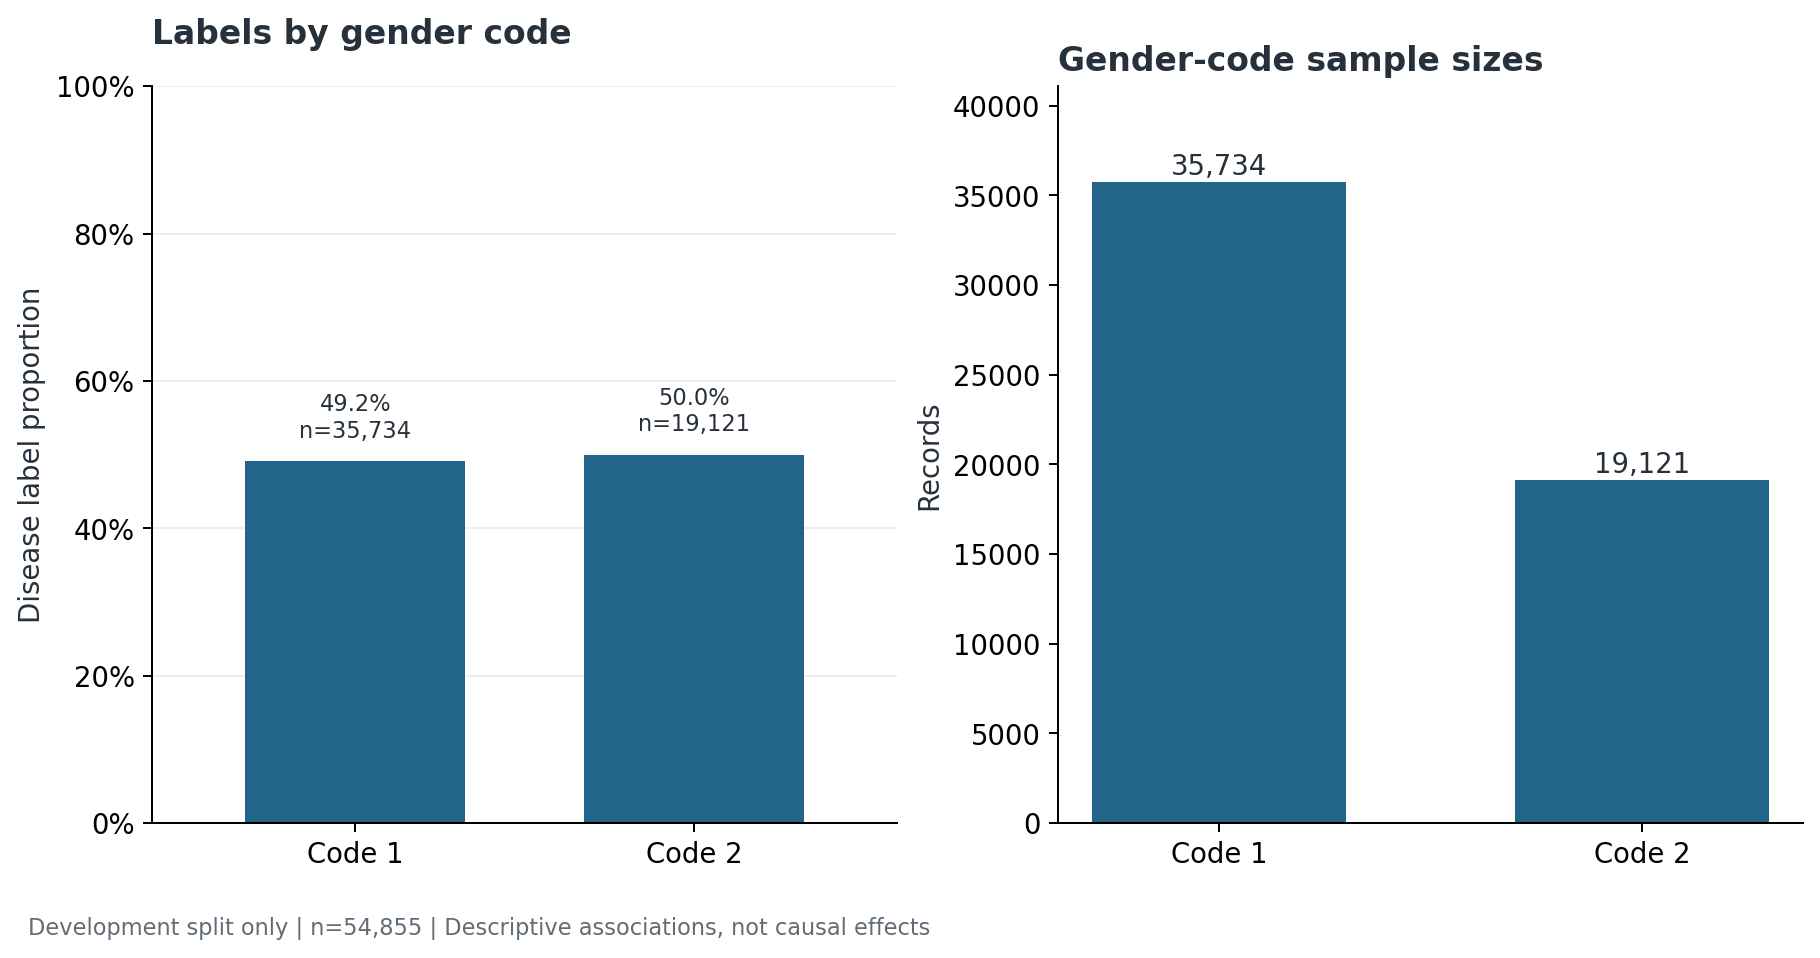 Labels by gender code
100%
80%
60%
40%
20%
0%
Disease label proportion
49.2%
n=35,734
50.0%
n=19,121
Code 1
Code 2
Gender-code sample sizes
40000
35000
30000
25000
20000
15000
10000
5000
0
Records
35,734
19,121
Code 1
Code 2
Development split only | n=54,855 | Descriptive associations, not causal effects